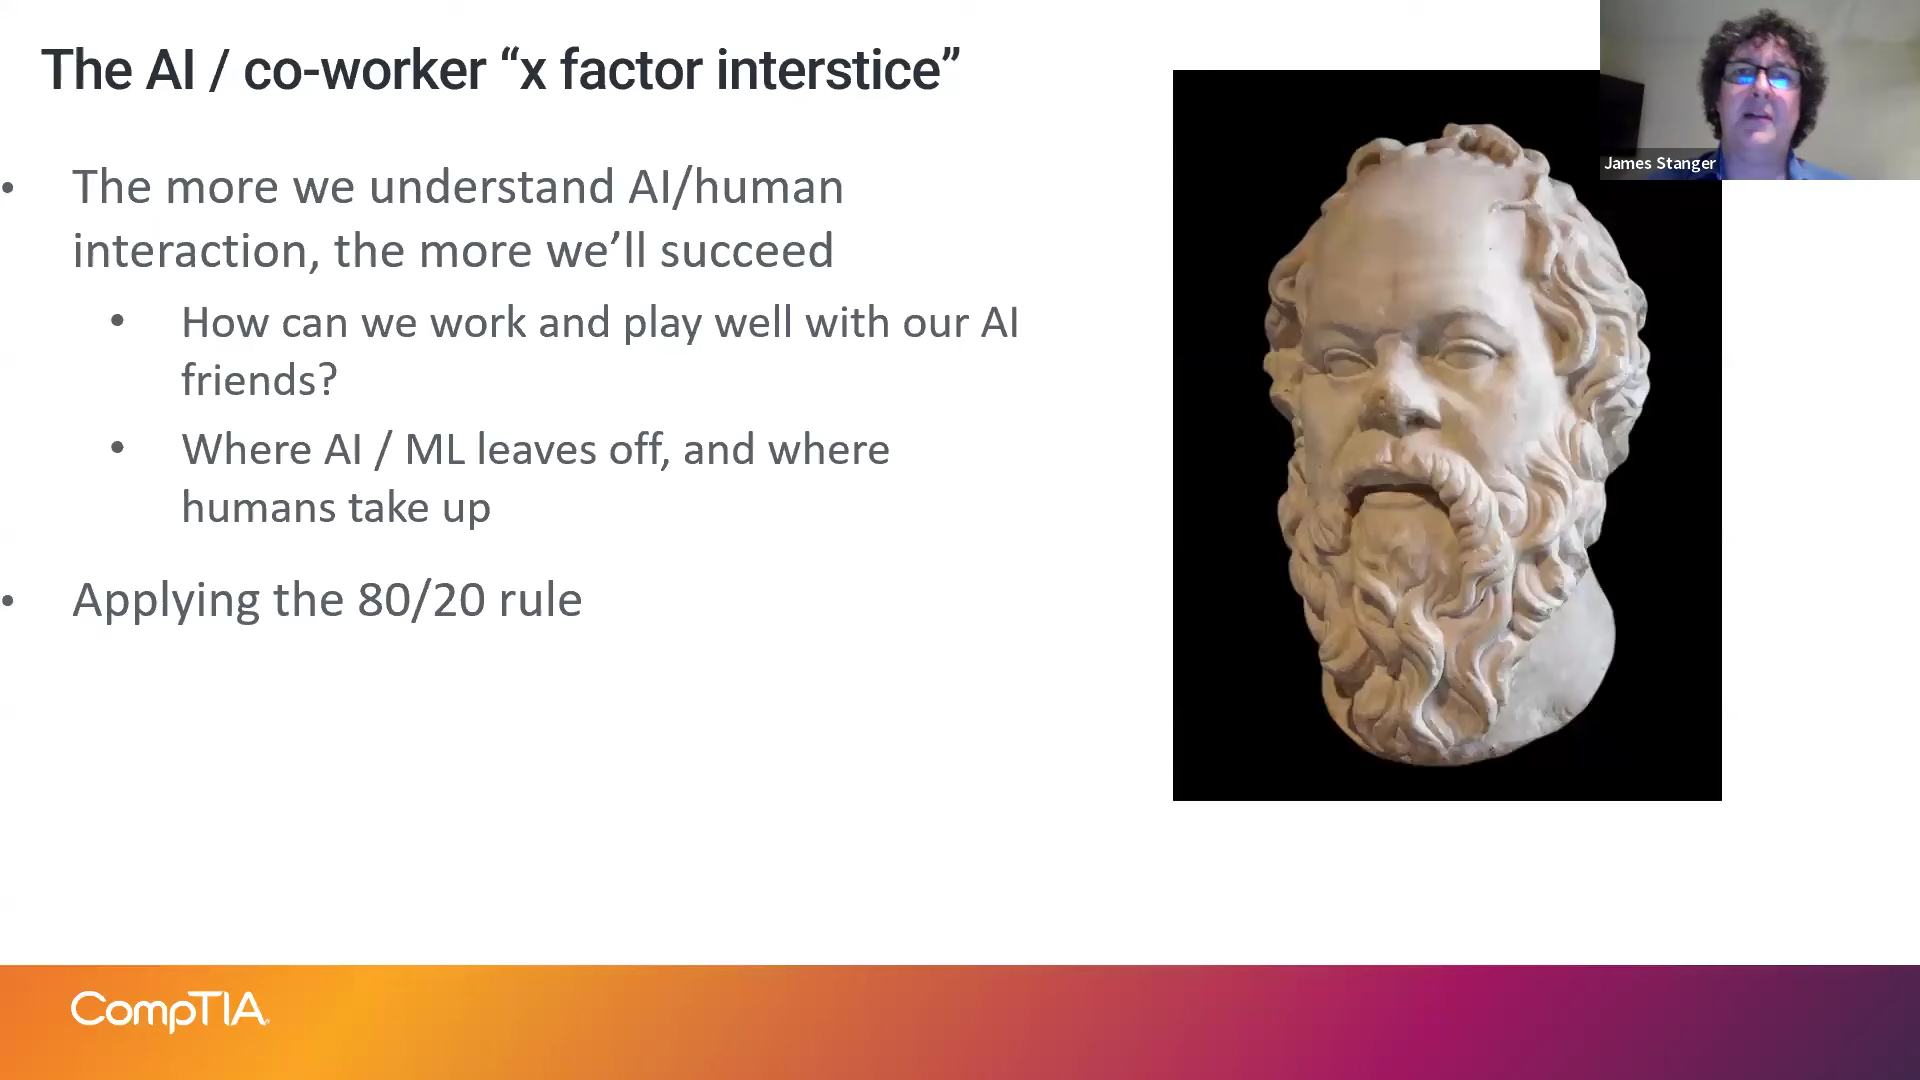 The AI / co-worker “x factor interstice”
• The more we understand AI/human
interaction, the more we’ll succeed
• How can we work and play well with our AI
friends?
• Where AI / ML leaves off, and where
humans take up
• Applying the 80/20 rule
James Stanger
CompTIA